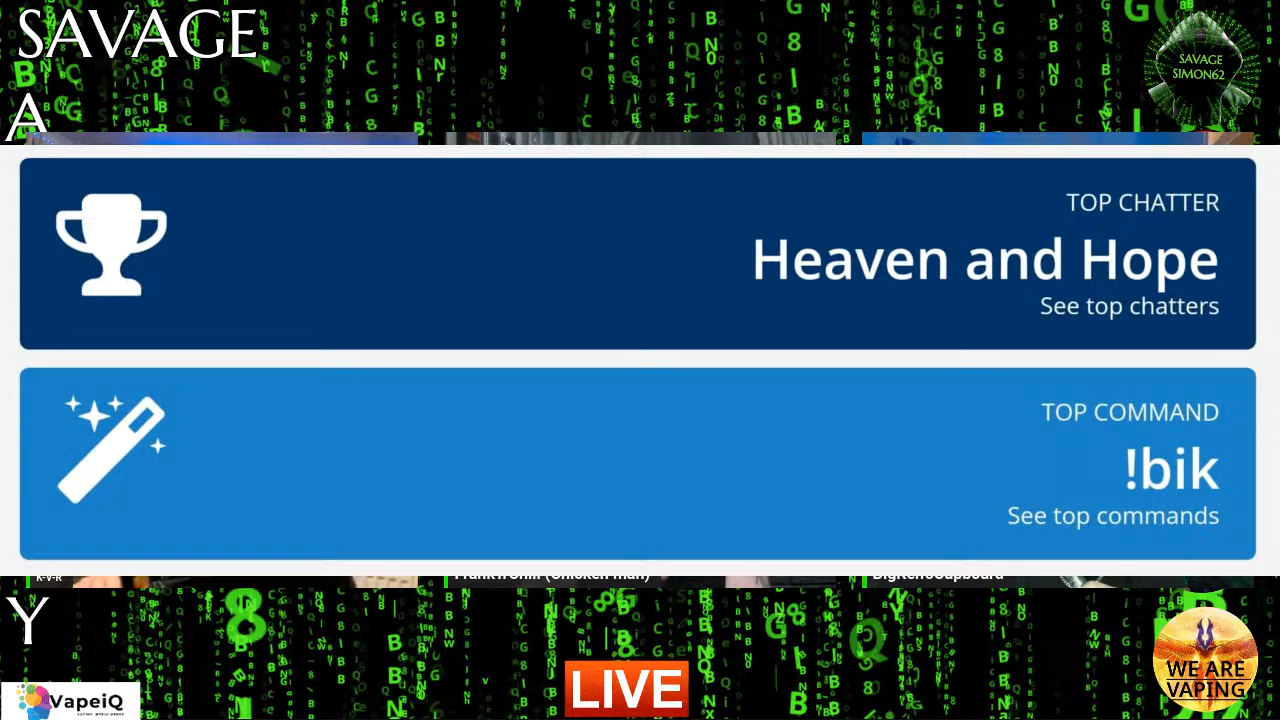 SAVAGE
A
SAVAGE
SIMON62
TOP CHATTER
Heaven and Hope
See top chatters
TOP COMMAND
!bik
See top commands
K-V-R
Y
VapeiQ
LIVE
WE ARE
VAPING